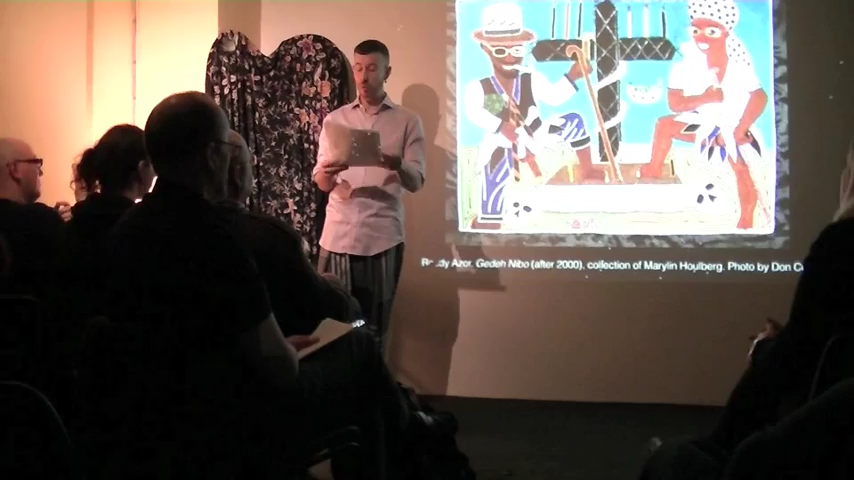 Azor, Gedeh Nibo (after 2000), collection of Marylin Houlberg. Photo by Don